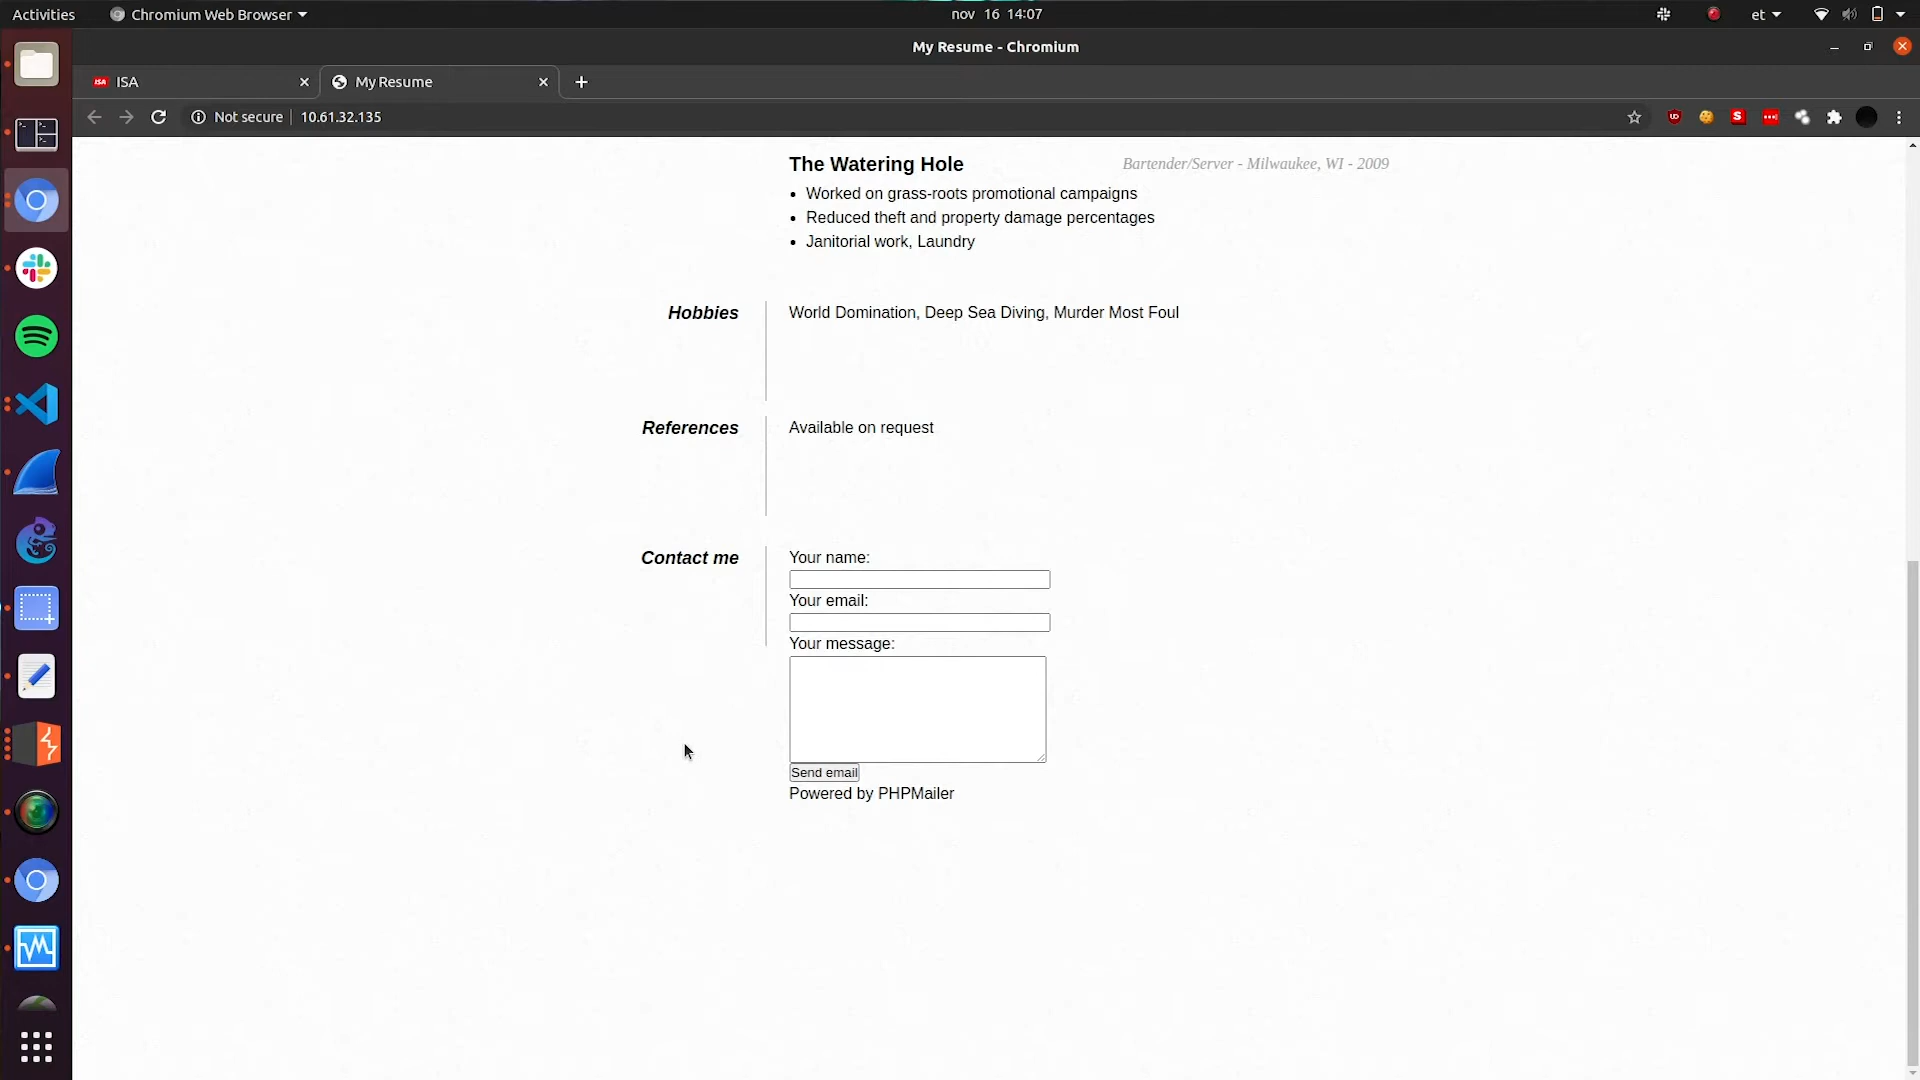 Activities
Chromium Web Browser
nov 16 14:07
et
My Resume - Chromium
ISA
ISA
My Resume
Not secure
10.61.32.135
The Watering Hole
Bartender/Server - Milwaukee, WI - 2009
Worked on grass-roots promotional campaigns
Reduced theft and property damage percentages
Janitorial work, Laundry
Hobbies
World Domination, Deep Sea Diving, Murder Most Foul
References
Available on request
Contact me
Your name:
Your email:
Your message:
Send email
Powered by PHPMailer